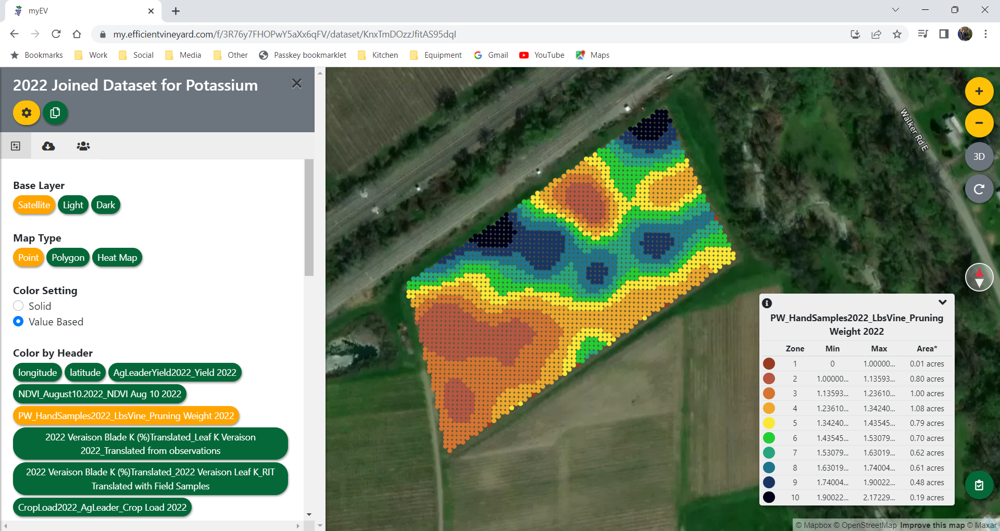 myEV
my.efficientvineyard.com/f/3R76y7FHOPwY5aXx6qFV/dataset/KnxTmDOzzJfitAS95dqI
Bookmarks Work Social Media Other Passkey bookmarklet Kitchen Equipment Gmail YouTube Maps
2022 Joined Dataset for Potassium
Base Layer
Satellite Light Dark
Map Type
Point Polygon Heat Map
Color Setting
Solid
Value Based
Color by Header
longitude latitude AgLeaderYield2022_Yield 2022
NDVI_August10.2022_NDVI Aug 10 2022
PW_HandSamples2022_LbsVine_Pruning Weight 2022
2022 Veraison Blade K (%)Translated_Leaf K Veraison
2022_Translated from observations
2022 Veraison Blade K (%)Translated_2022 Veraison Leaf K_RIT
Translated with Field Samples
CropLoad2022_AgLeader_Crop Load 2022
Walker Rd E
3D
PW_HandSamples2022_LbsVine_Pruning
Weight 2022
Zone Min Max Area*
1 0 1.00000... 0.01 acres
2 1.00000... 1.13593... 0.80 acres
3 1.13593... 1.23610... 1.00 acres
4 1.23610... 1.34240... 1.08 acres
5 1.34240... 1.43545... 0.79 acres
6 1.43545... 1.53079... 0.70 acres
7 1.53079... 1.63019... 0.62 acres
8 1.63019... 1.74004... 0.61 acres
9 1.74004... 1.90022... 0.48 acres
10 1.90022... 2.17229... 0.19 acres
© Mapbox © OpenStreetMap Improve this map © Maxar